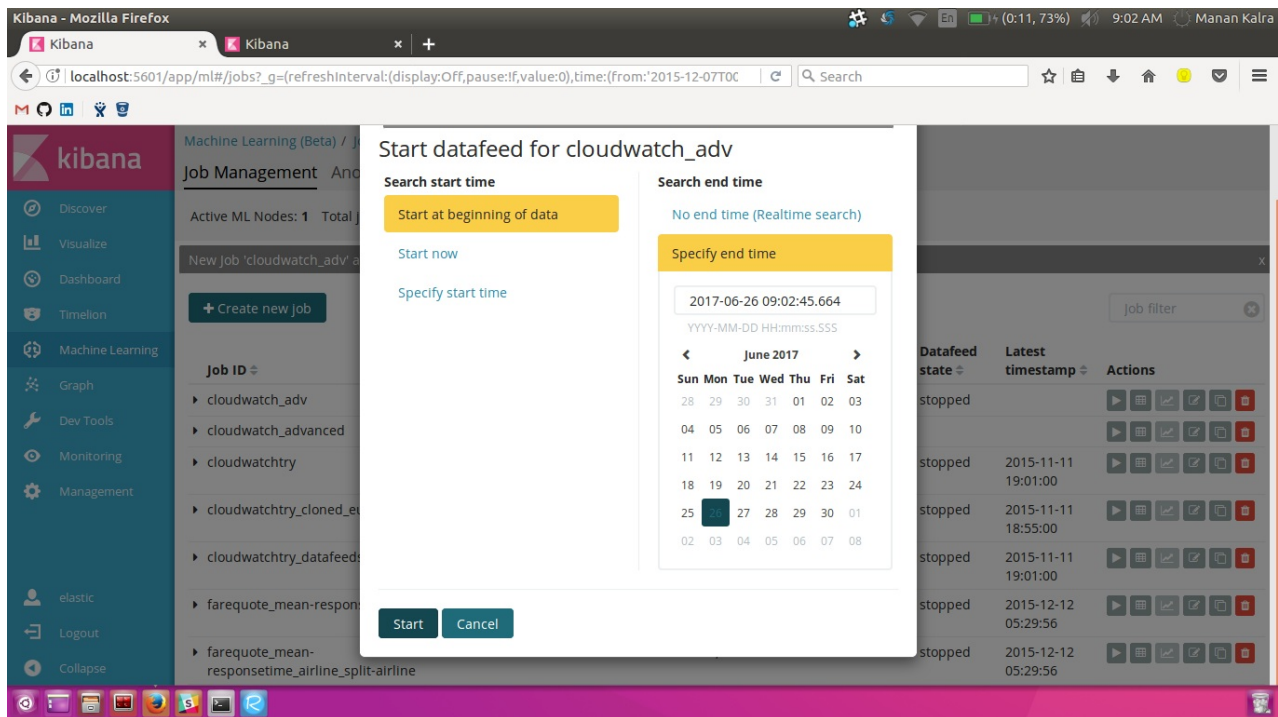 Kibana - Mozilla Firefox
En
(0:11, 73%)
9:02 AM
Manan Kalra
Kibana
Kibana
localhost:5601/app/ml#/jobs?_g=(refreshInterval:(display:Off,pause:!f,value:0),time:(from:'2015-12-07T0
Search
kibana
Discover
Visualize
Dashboard
Timelion
Machine Learning
Graph
Dev Tools
Monitoring
Management
elastic
Logout
Collapse
Machine Learning (Beta) / J
Job Management Ano
Active ML Nodes: 1 Total J
New Job 'cloudwatch_adv' a
x
+ Create new job
Job filter
Job ID
Datafeed state
Latest timestamp
Actions
cloudwatch_adv
stopped
cloudwatch_advanced
cloudwatchtry
stopped
2015-11-11
19:01:00
cloudwatchtry_cloned_eu
stopped
2015-11-11
18:55:00
cloudwatchtry_datafeeds
stopped
2015-11-11
19:01:00
farequote_mean-respon
stopped
2015-12-12
05:29:56
farequote_mean-
responsetime_airline_split-airline
stopped
2015-12-12
05:29:56
Start datafeed for cloudwatch_adv
Search start time
Start at beginning of data
Start now
Specify start time
Search end time
No end time (Realtime search)
Specify end time
2017-06-26 09:02:45.664
YYYY-MM-DD HH:mm:ss.SSS
June 2017
Sun Mon Tue Wed Thu Fri Sat
28 29 30 31 01 02 03
04 05 06 07 08 09 10
11 12 13 14 15 16 17
18 19 20 21 22 23 24
25 26 27 28 29 30 01
02 03 04 05 06 07 08
Start
Cancel